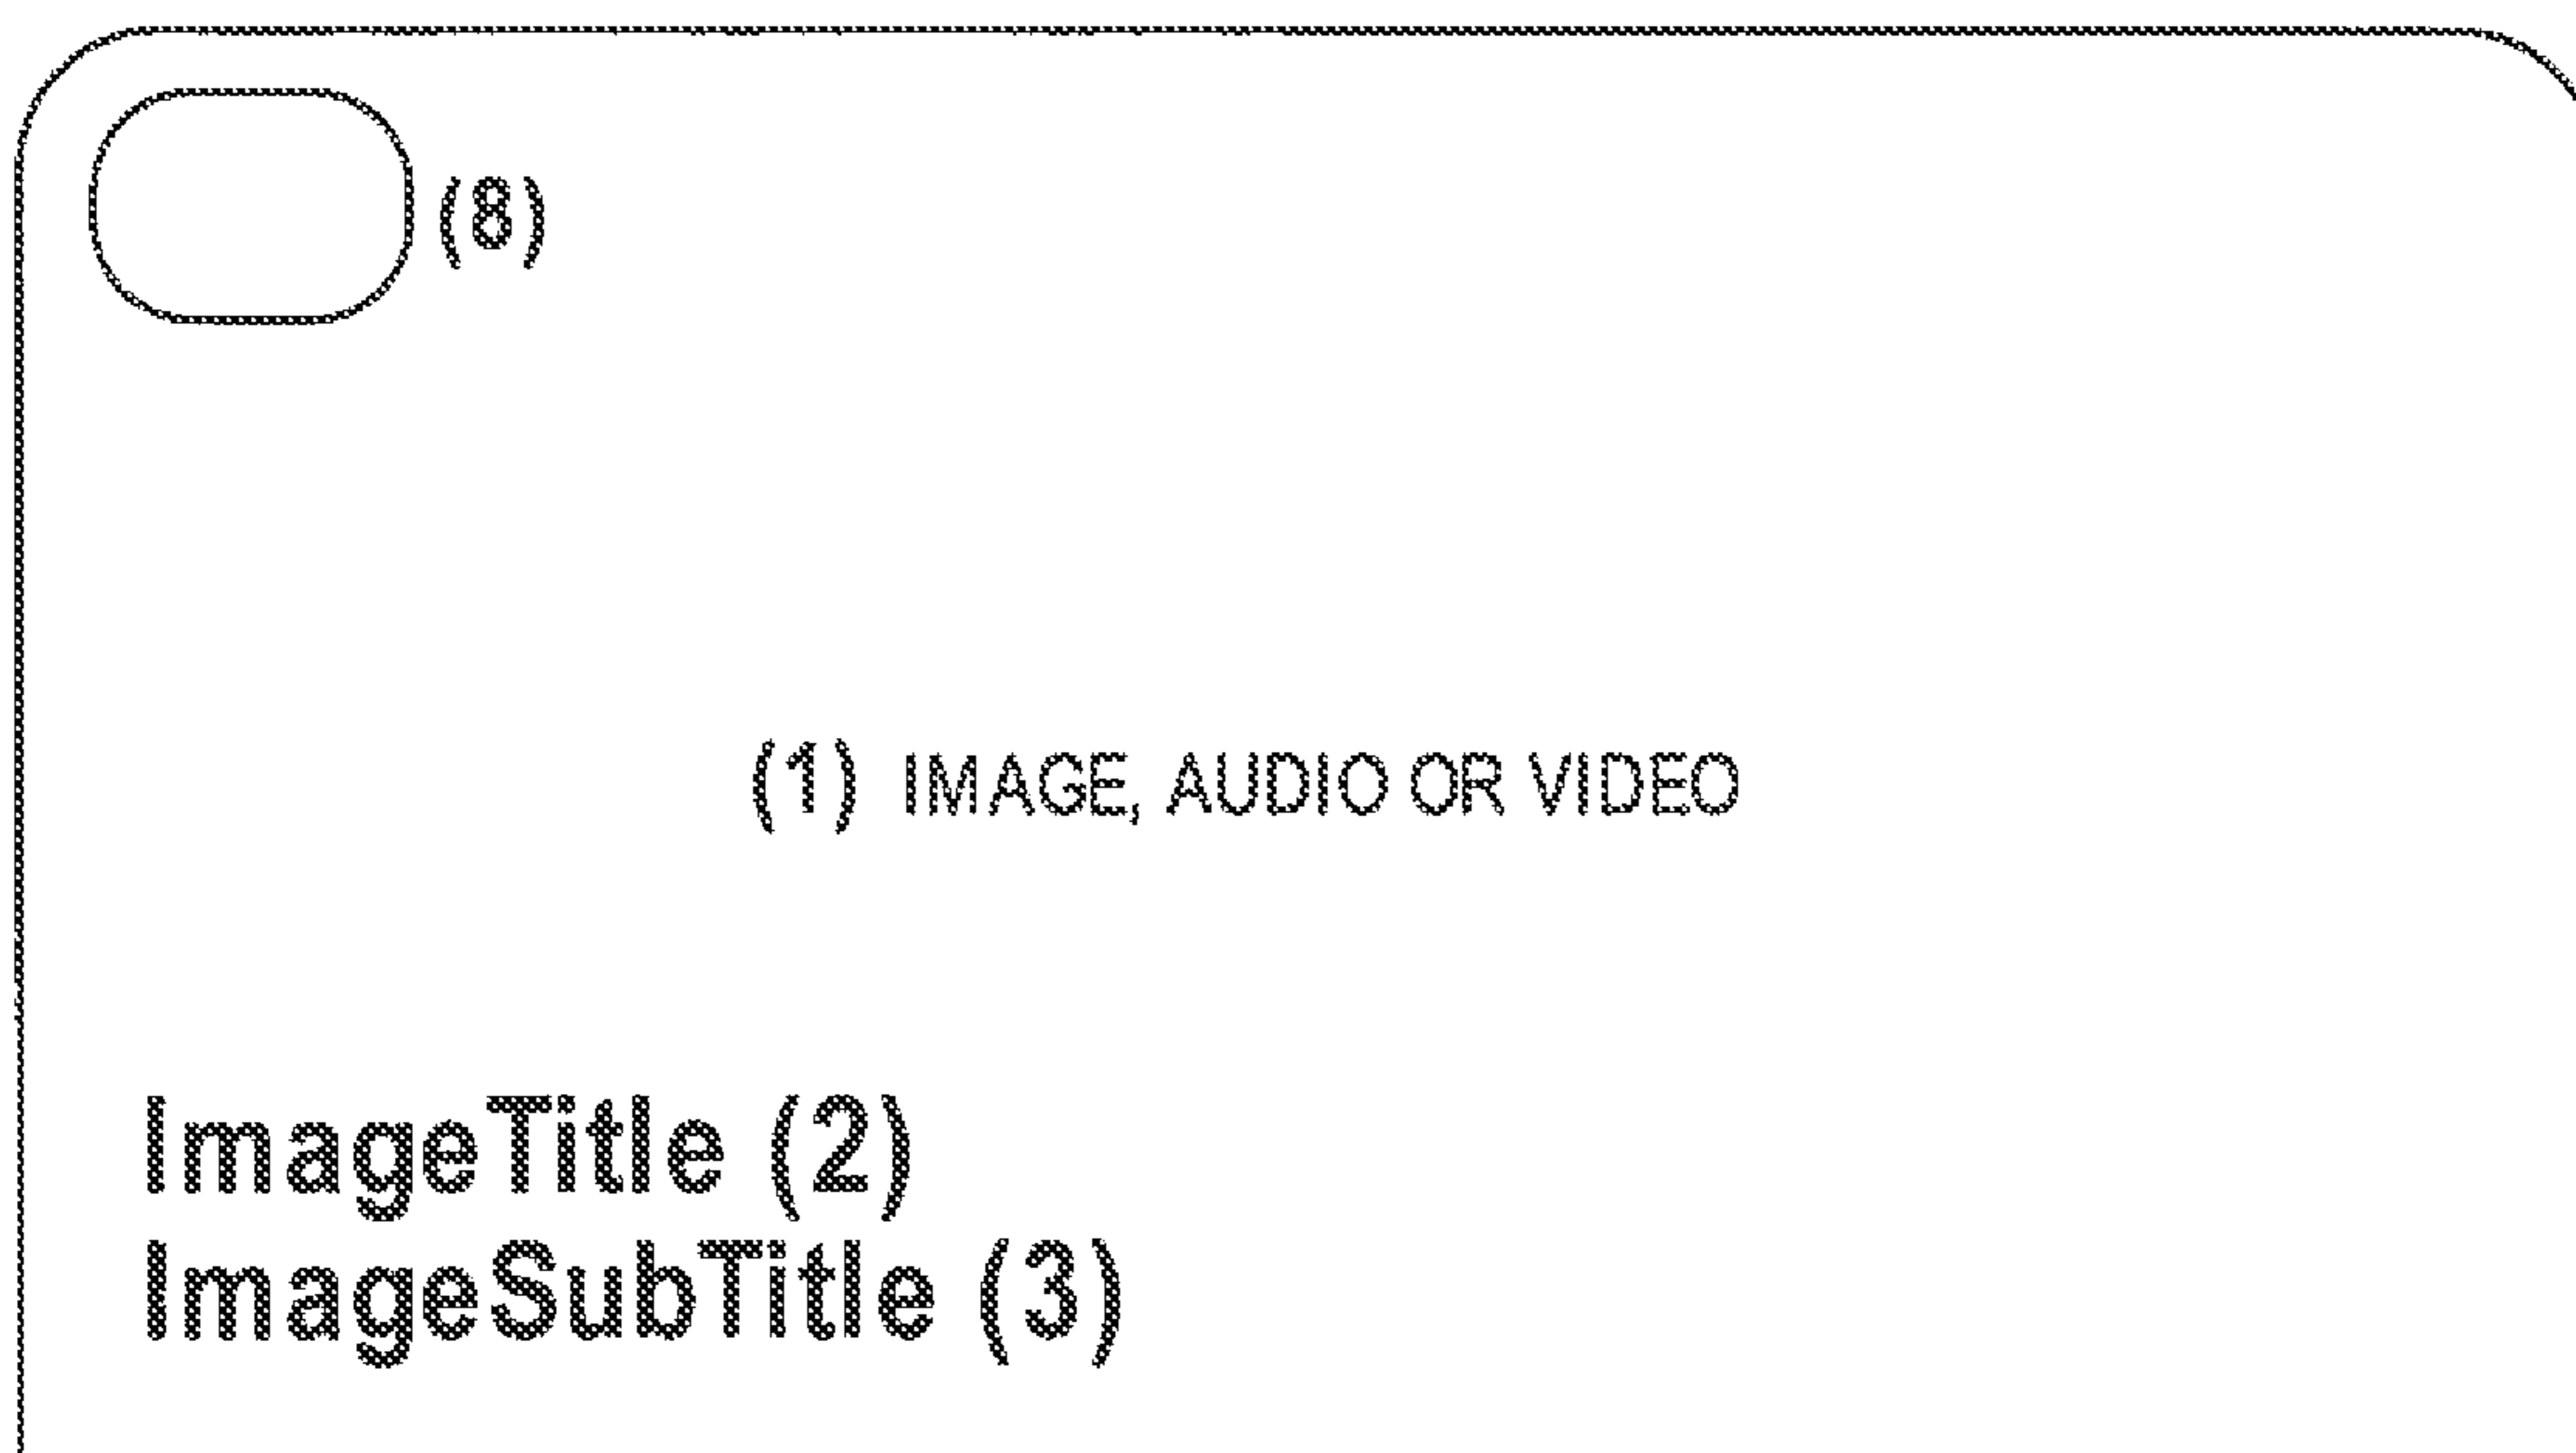 (8)
(1) IMAGE, AUDIO OR VIDEO
ImageTitle (2)
ImageSubTitle (3)